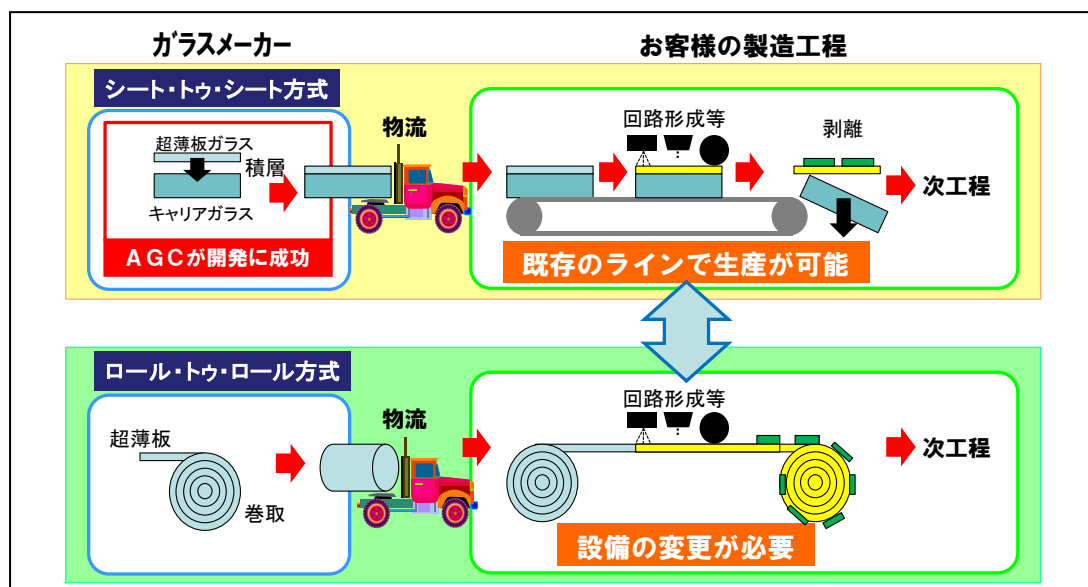 ガラスメーカー
お客様の製造工程
シート・トゥ・シート方式
超薄板ガラス
積層
キャリアガラス
AGCが開発に成功
物流
回路形成等
剥離
次工程
既存のラインで生産が可能
ロール・トゥ・ロール方式
超薄板
巻取
物流
回路形成等
次工程
設備の変更が必要